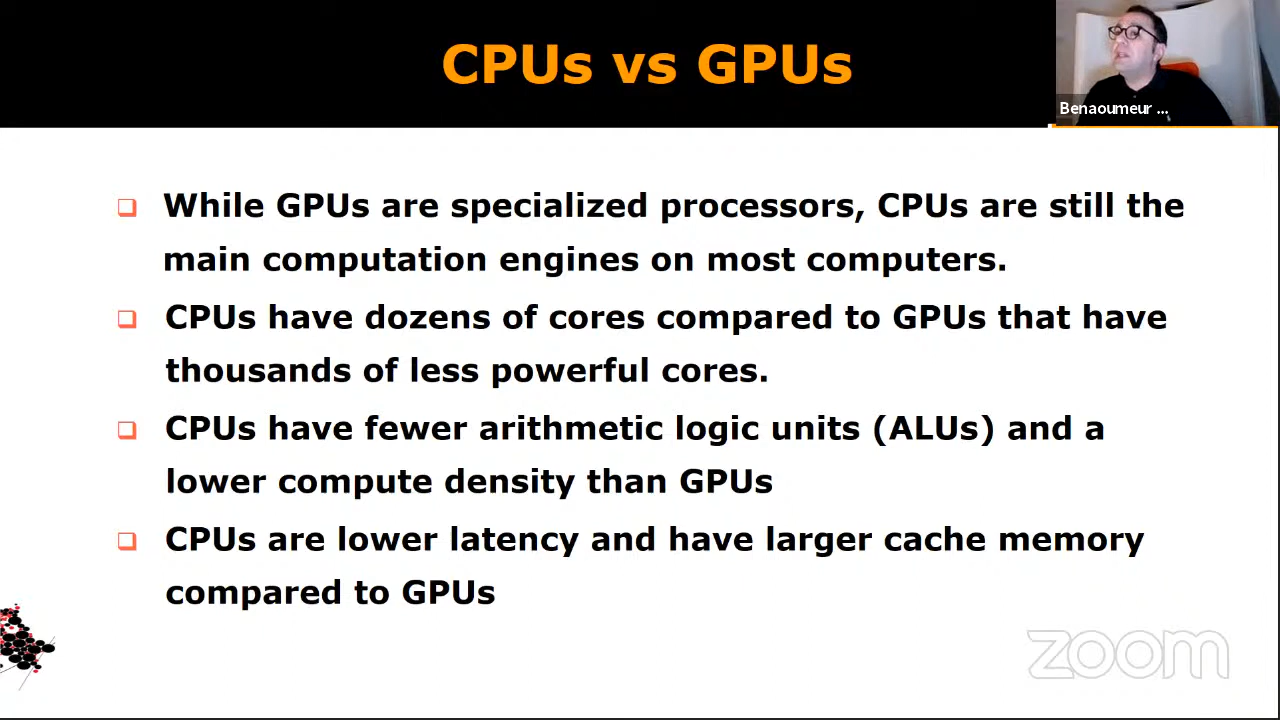 CPUs vs GPUs
Benaoumeur ...
While GPUs are specialized processors, CPUs are still the
main computation engines on most computers.
CPUs have dozens of cores compared to GPUs that have
thousands of less powerful cores.
CPUs have fewer arithmetic logic units (ALUs) and a
lower compute density than GPUs
CPUs are lower latency and have larger cache memory
compared to GPUs
zoom